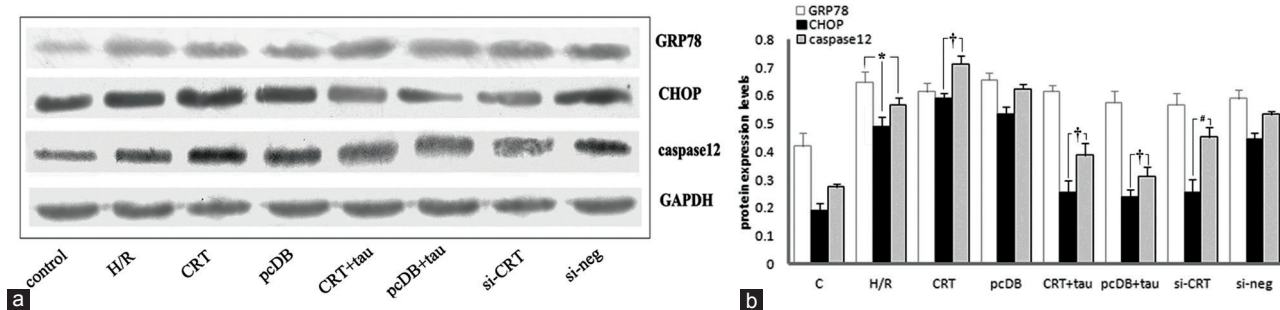 GRP78
CHOP
caspase12
GAPDH
control
H/R
CRT
pcDB
CRT+tau
pcDB+tau
si-CRT
si-neg
a
GRP78
CHOP
caspase12
protein expression levels
0.8
0.7
0.6
0.5
0.4
0.3
0.2
0.1
0
*
†
†
†
#
C
H/R
CRT
pcDB
CRT+tau
pcDB+tau
si-CRT
si-neg
b